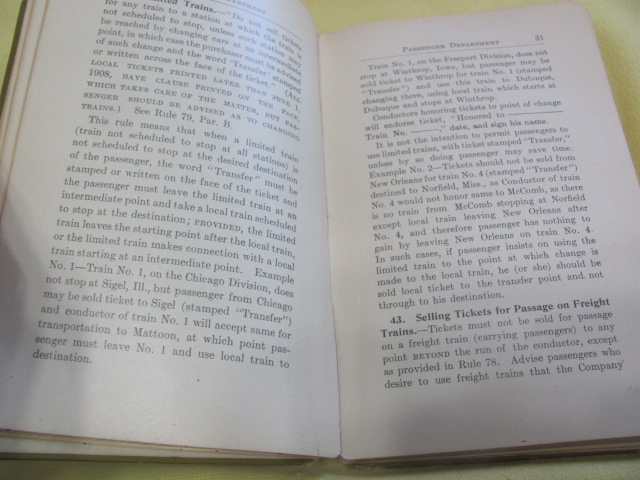 DEPARTMENT
Trains.—"Do not sell tickets
for any train to a station at which the train is
not scheduled to stop, unless such station may
be reached by changing cars at an intermediate
point, in which case the purchaser must be advised
of such change and the word "Transfer" stamped
or written across the face of the ticket." (ALL
LOCAL TICKETS PRINTED LATER THAN JUNE 1,
1908, HAVE CLAUSE PRINTED ON THE FACE,
WHICH TAKES CARE OF THE MATTER, BUT PAS-
SENGER SHOULD BE ADVISED AS TO CHANGING
TRAINS.) See Rule 79, Par. B.
This rule means that when a limited train
(train not scheduled to stop at all stations) is
not scheduled to stop at the desired destination
of the passenger, the word "Transfer" must be
stamped or written on the face of the ticket and
the passenger must leave the limited train at an
intermediate point and take a local train scheduled
to stop at the destination; PROVIDED, the limited
train leaves the starting point after the local train,
or the limited train makes connection with a local
train starting at an intermediate point. Example
No. 1—Train No. 1, on the Chicago Division, does
not stop at Sigel, Ill., but passenger from Chicago
may be sold ticket to Sigel (stamped "Transfer")
and conductor of train No. 1 will accept same for
transportation to Mattoon, at which point pas-
senger must leave No. 1 and use local train to
destination.
PASSENGER DEPARTMENT 31
Train No. 1, on the Freeport Division, does not
stop at Winthrop, Iowa, but passenger may be
sold ticket to Winthrop for train No. 1 (stamped
"Transfer") and use this train to Dubuque,
changing there, using local train which starts at
Dubuque and stops at Winthrop.
Conductors honoring tickets to point of change
will endorse ticket, "Honored to ————
Train No. ———," date, and sign his name.
It is not the intention to permit passengers to
use limited trains, with ticket stamped "Transfer,"
unless by so doing passenger may save time.
Example No. 2—Tickets should not be sold from
New Orleans for train No. 4 (stamped "Transfer")
destined to Norfield, Miss., as Conductor of train
No. 4 would not honor same to McComb, as there
is no train from McComb stopping at Norfield
except local train leaving New Orleans after
No. 4, and therefore passenger has nothing to
gain by leaving New Orleans on train No. 4.
In such cases, if passenger insists on using the
limited train to the point at which change is
made to the local train, he (or she) should be
sold local ticket to the transfer point and not
through to his destination.
43. Selling Tickets for Passage on Freight
Trains.—Tickets must not be sold for passage
on a freight train (carrying passengers) to any
point BEYOND the run of the conductor, except
as provided in Rule 78. Advise passengers who
desire to use freight trains that the Company